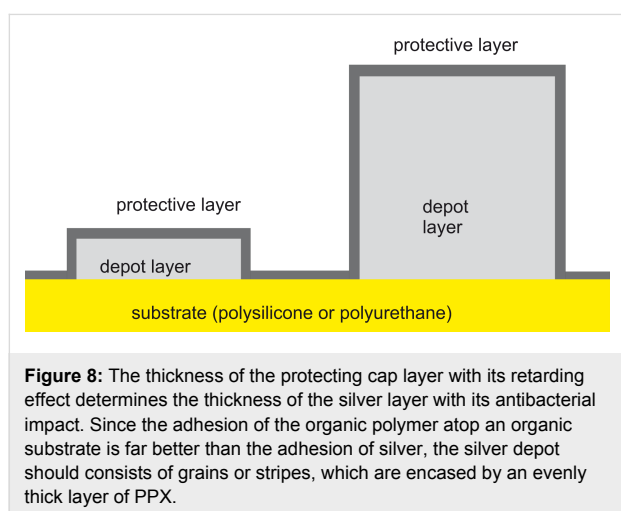 protective layer
protective layer
depot
layer
depot layer
substrate (polysilicone or polyurethane)
Figure 8: The thickness of the protecting cap layer with its retarding
effect determines the thickness of the silver layer with its antibacterial
impact. Since the adhesion of the organic polymer atop an organic
substrate is far better than the adhesion of silver, the silver depot
should consists of grains or stripes, which are encased by an evenly
thick layer of PPX.